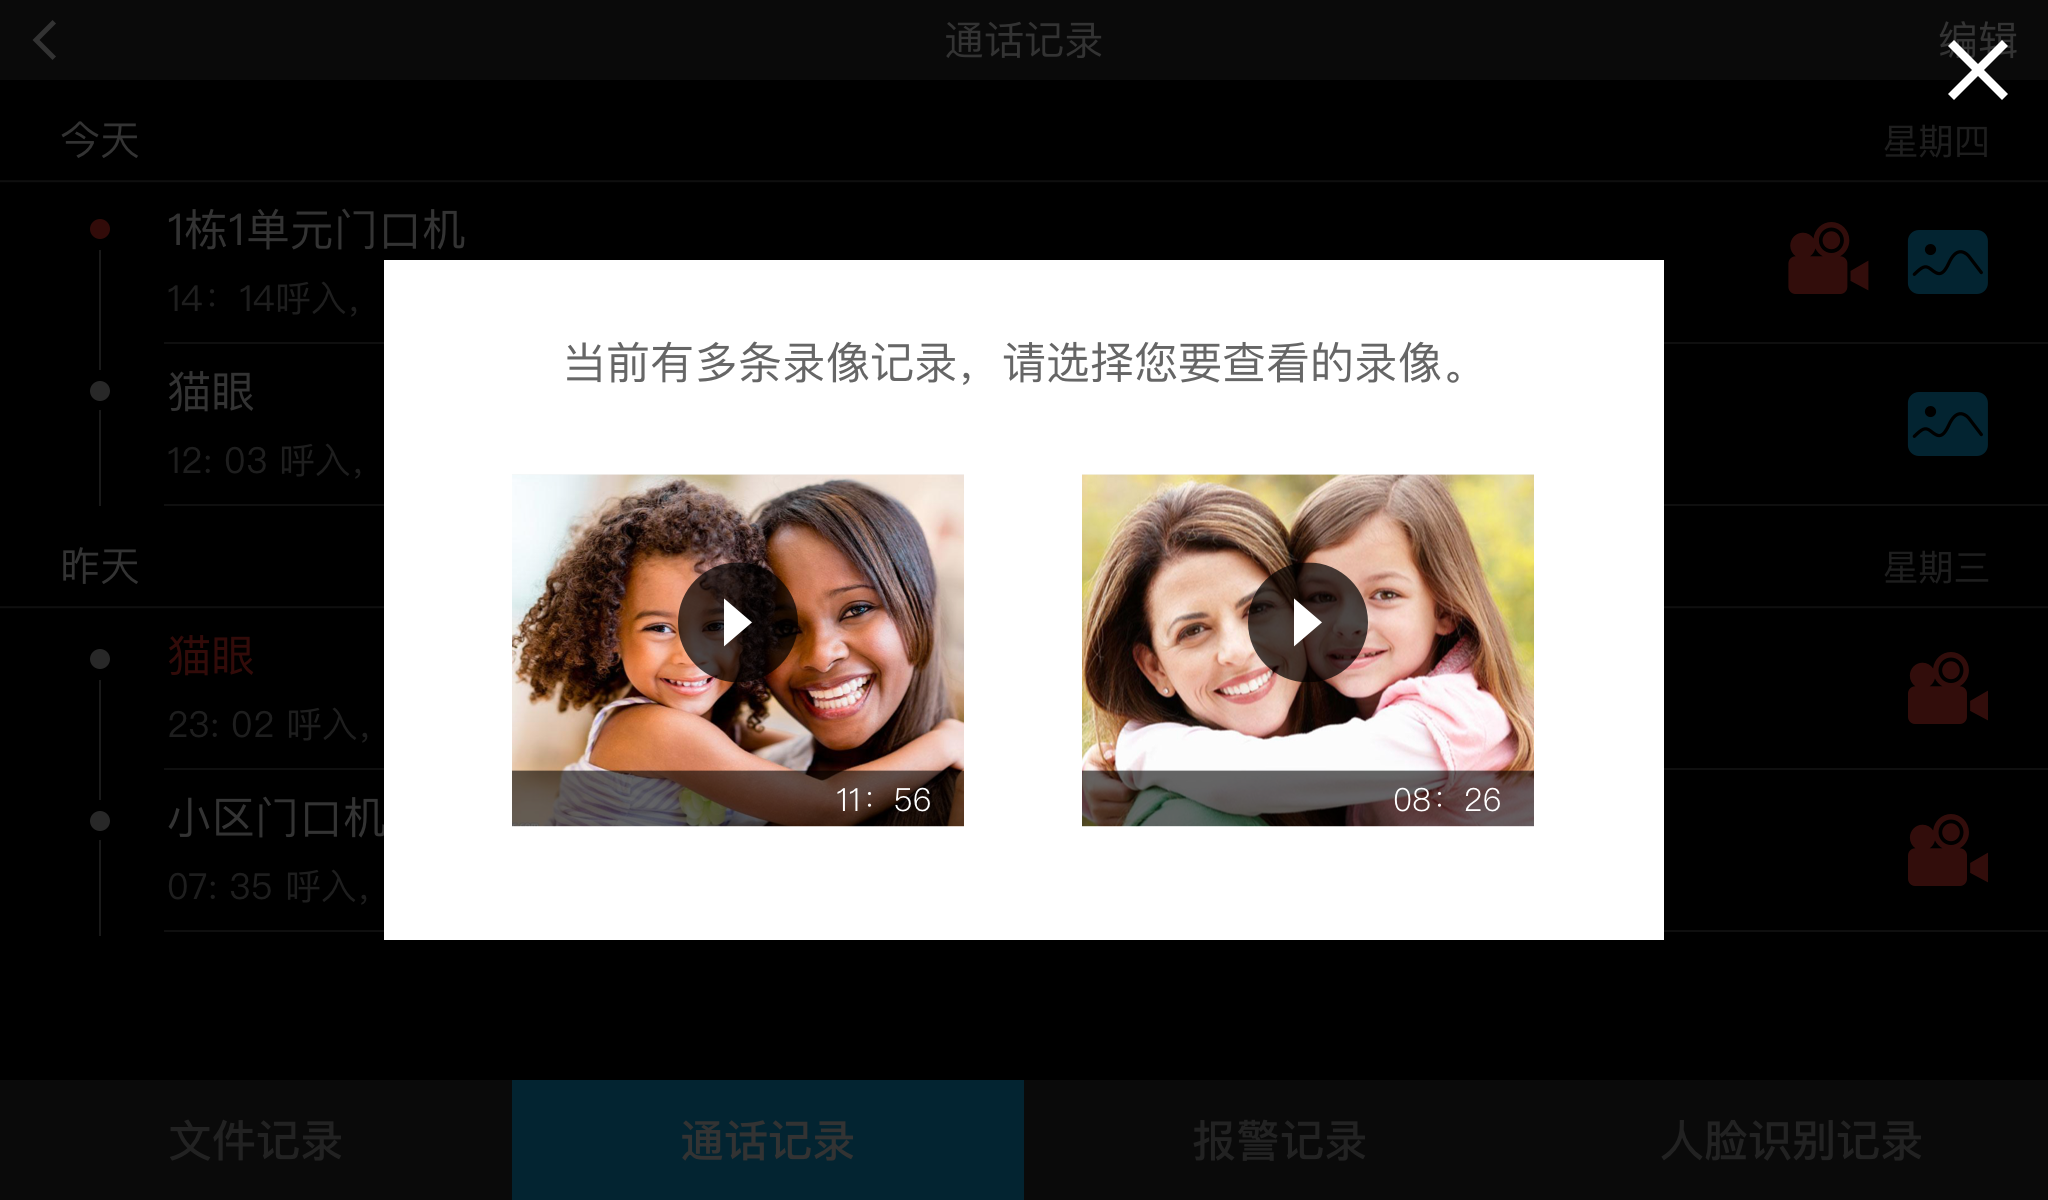 通话记录
编辑
今天
星期四
1栋1单元门口机
14：14呼入，
当前有多条录像记录，请选择您要查看的录像。
猫眼
12: 03 呼入，
昨天
星期三
猫眼
23: 02 呼入，
11：56
08：26
小区门口机
07: 35 呼入，
文件记录
通话记录
报警记录
人脸识别记录